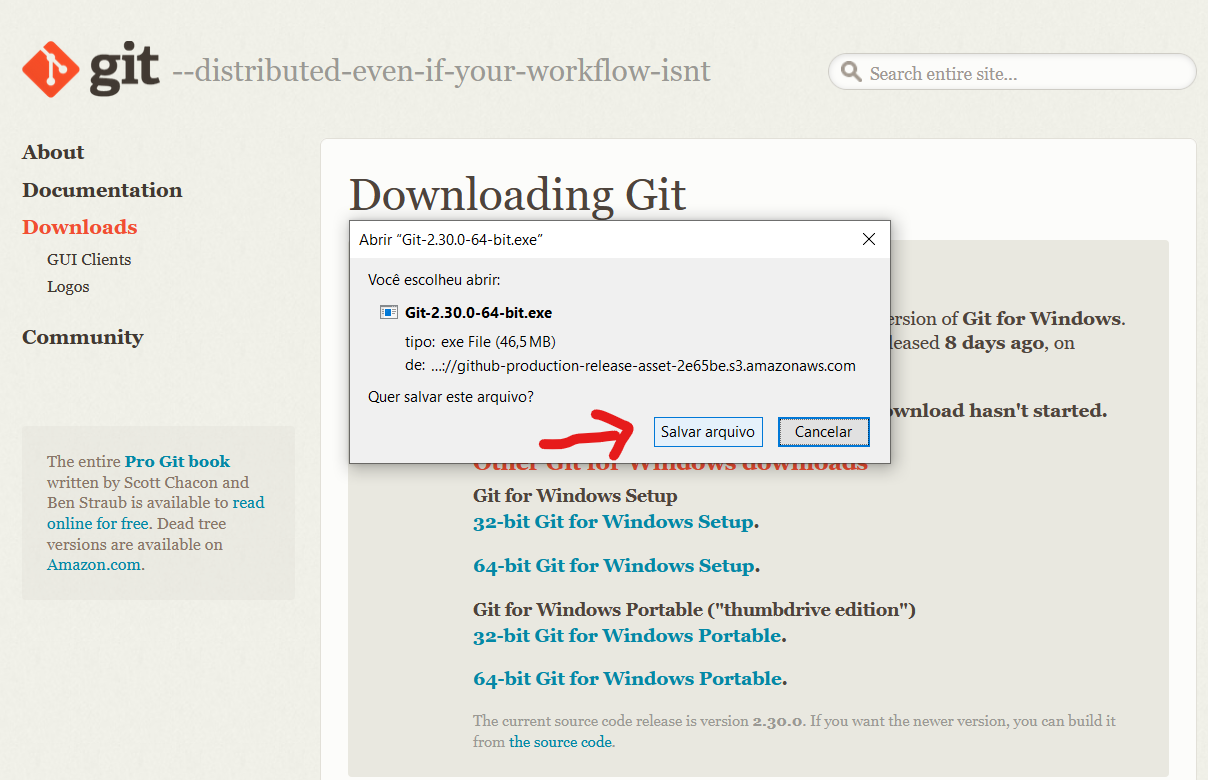 git --distributed-even-if-your-workflow-isnt
Search entire site...
About
Documentation
Downloads
GUI Clients
Logos
Community
The entire Pro Git book
written by Scott Chacon and
Ben Straub is available to read
online for free. Dead tree
versions are available on
Amazon.com.
Downloading Git
Abrir “Git-2.30.0-64-bit.exe”
Você escolheu abrir:
Git-2.30.0-64-bit.exe
tipo: exe File (46,5 MB)
de: ...://github-production-release-asset-2e65be.s3.amazonaws.com
Quer salvar este arquivo?
Salvar arquivo
Cancelar
ersion of Git for Windows.
eased 8 days ago, on
wnload hasn't started.
Other Git for Windows downloads
Git for Windows Setup
32-bit Git for Windows Setup.
64-bit Git for Windows Setup.
Git for Windows Portable ("thumbdrive edition")
32-bit Git for Windows Portable.
64-bit Git for Windows Portable.
The current source code release is version 2.30.0. If you want the newer version, you can build it
from the source code.